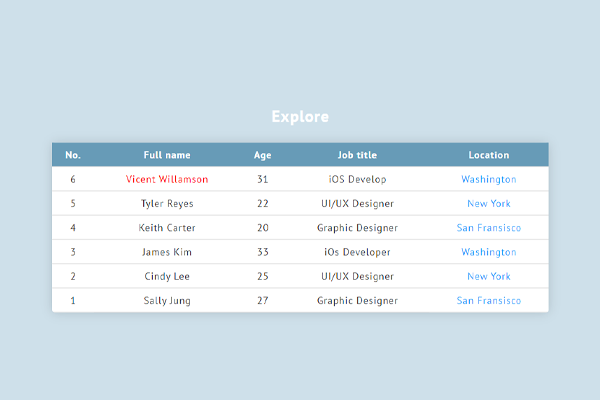 Explore
No. Full name Age Job title Location
6 Vicent Willamson 31 iOS Develop Washington
5 Tyler Reyes 22 UI/UX Designer New York
4 Keith Carter 20 Graphic Designer San Fransisco
3 James Kim 33 iOs Developer Washington
2 Cindy Lee 25 UI/UX Designer New York
1 Sally Jung 27 Graphic Designer San Fransisco